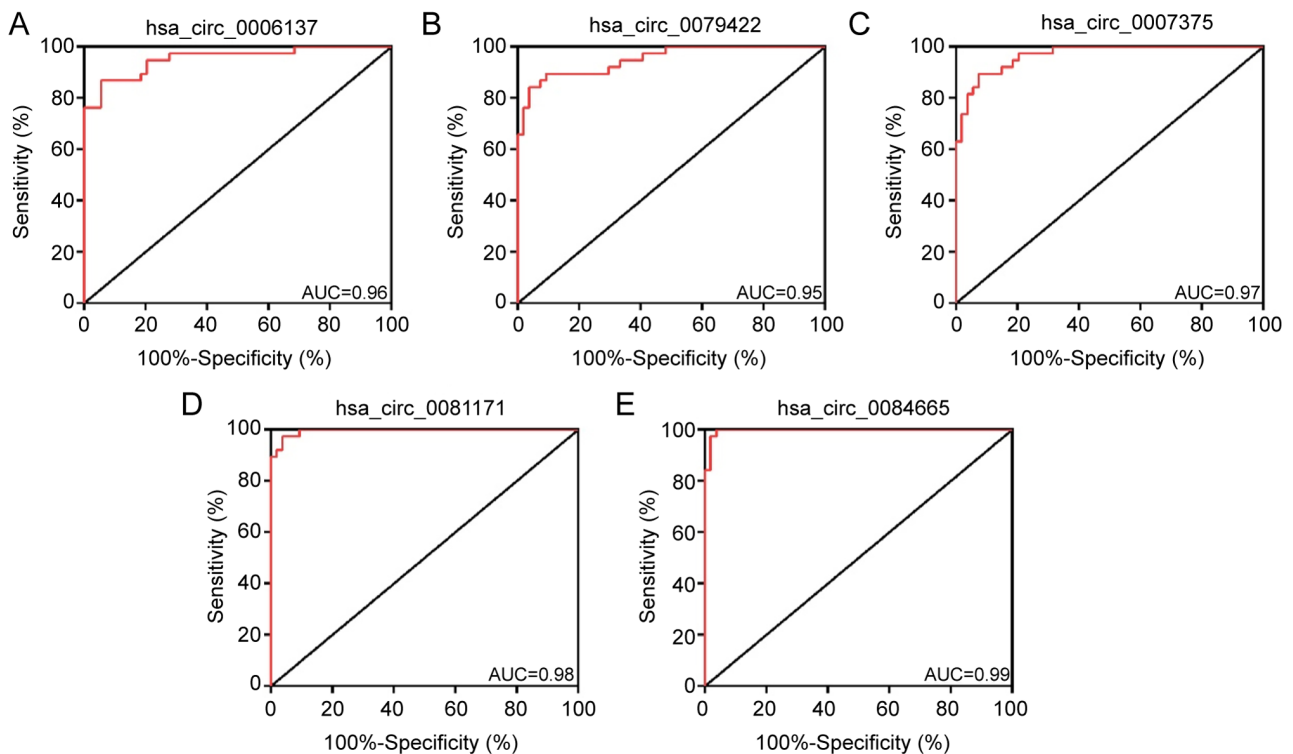 A
hsa_circ_0006137
100
80
60
40
20
0
Sensitivity (%)
AUC=0.96
0 20 40 60 80 100
100%-Specificity (%)
B
hsa_circ_0079422
100
80
60
40
20
0
Sensitivity (%)
AUC=0.95
0 20 40 60 80 100
100%-Specificity (%)
C
hsa_circ_0007375
100
80
60
40
20
0
Sensitivity (%)
AUC=0.97
0 20 40 60 80 100
100%-Specificity (%)
D
hsa_circ_0081171
100
80
60
40
20
0
Sensitivity (%)
AUC=0.98
0 20 40 60 80 100
100%-Specificity (%)
E
hsa_circ_0084665
100
80
60
40
20
0
Sensitivity (%)
AUC=0.99
0 20 40 60 80 100
100%-Specificity (%)